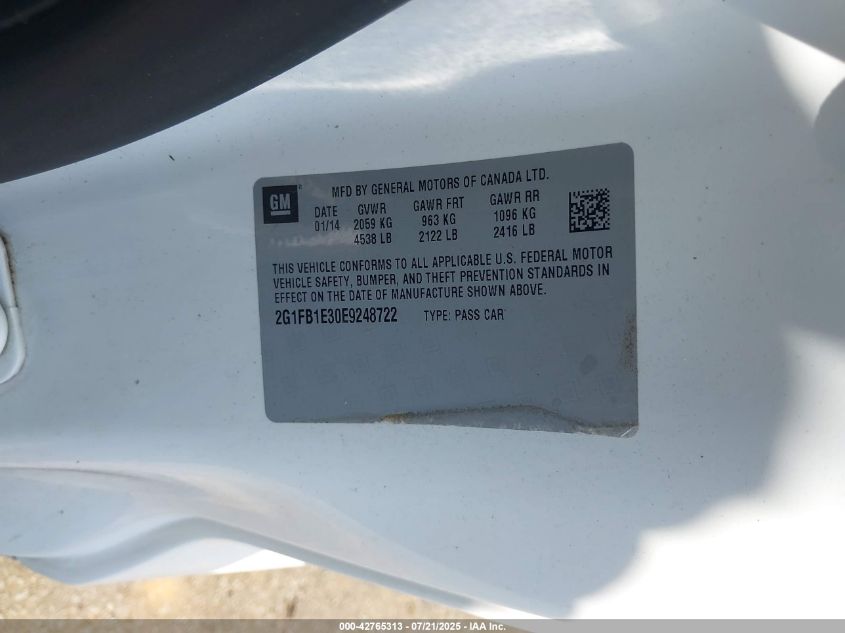 GM
MFD BY GENERAL MOTORS OF CANADA LTD.
DATE GVWR GAWR FRT GAWR RR
01/14 2059 KG 963 KG 1096 KG
4538 LB 2122 LB 2416 LB
THIS VEHICLE CONFORMS TO ALL APPLICABLE U.S. FEDERAL MOTOR
VEHICLE SAFETY, BUMPER, AND THEFT PREVENTION STANDARDS IN
EFFECT ON THE DATE OF MANUFACTURE SHOWN ABOVE.
2G1FB1E30E9248722 TYPE: PASS CAR
000-42765313 - 07/21/2025 - IAA Inc.